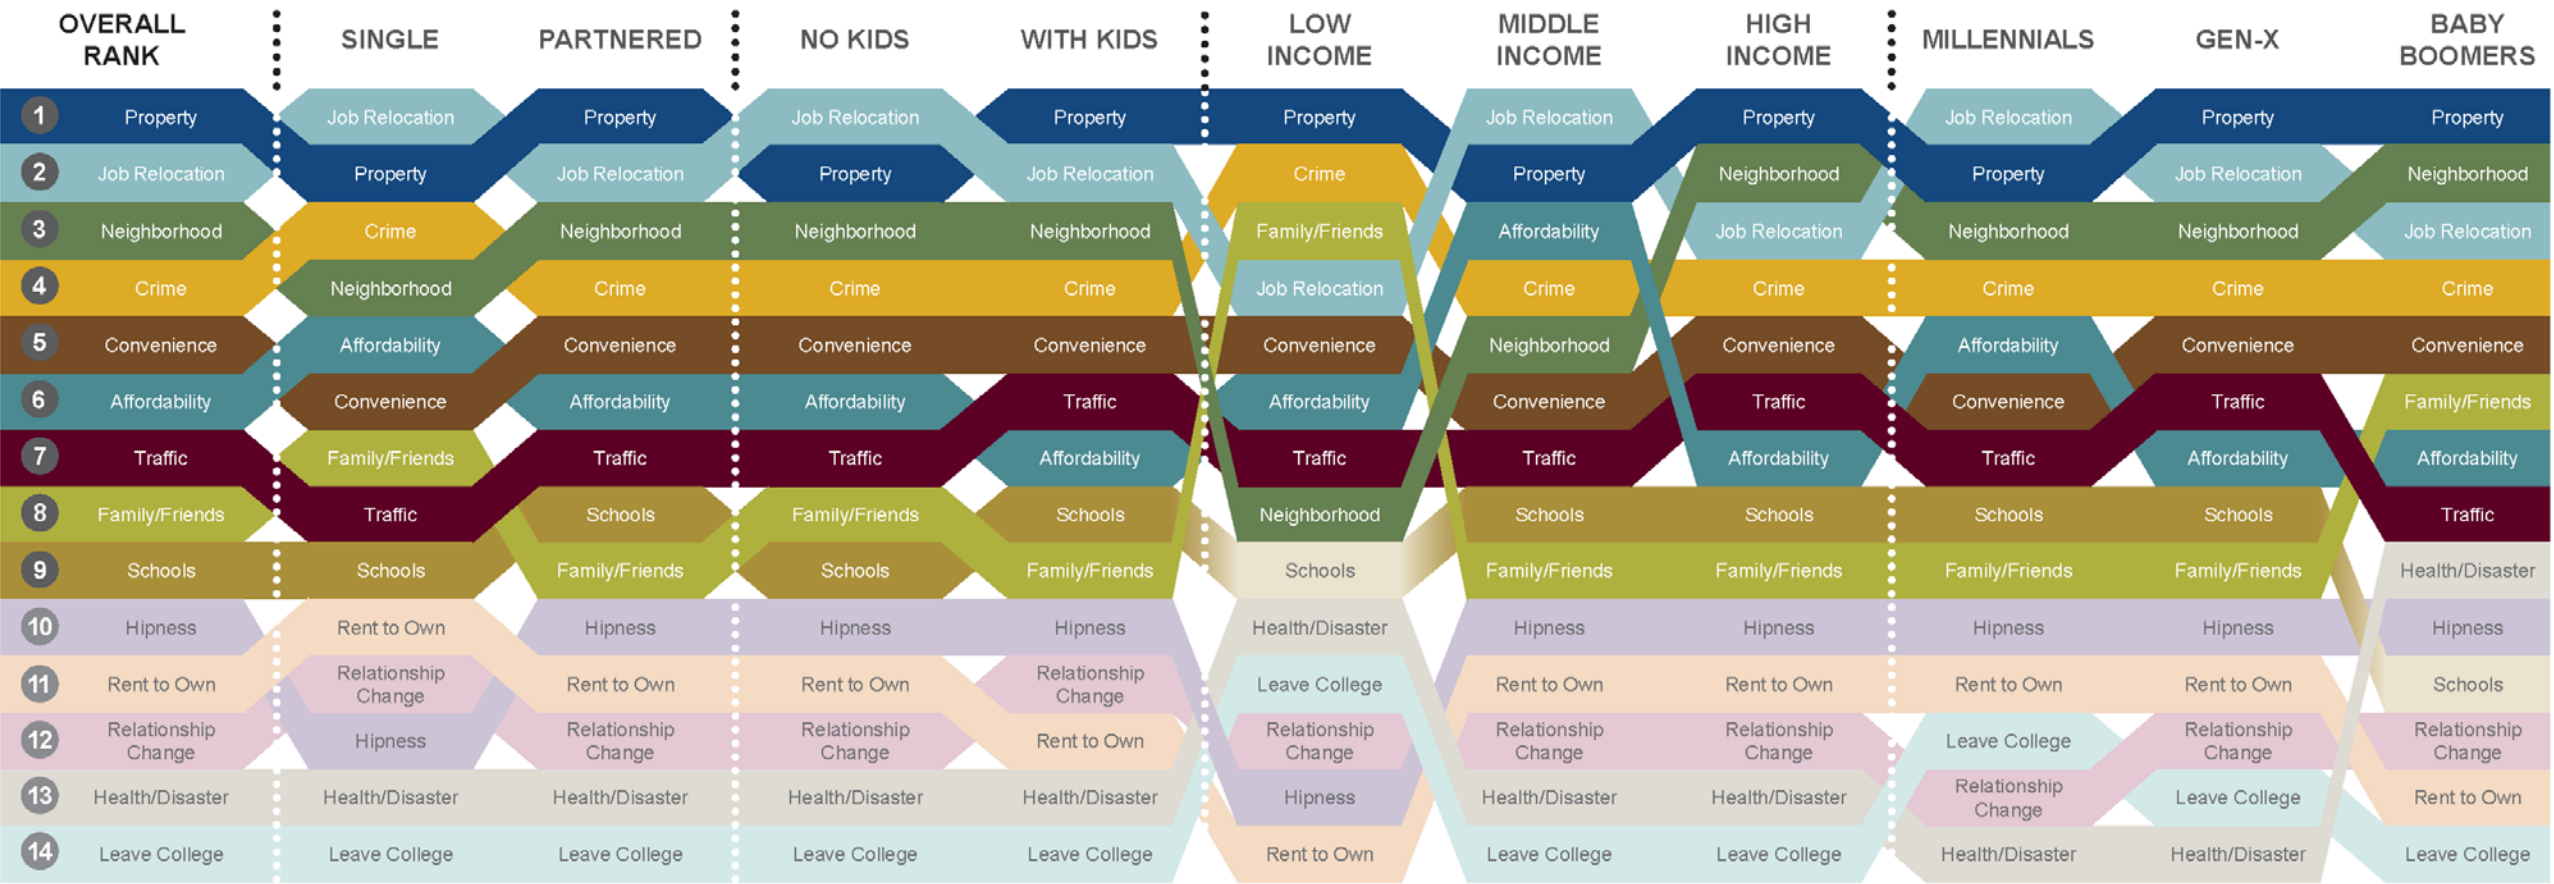 OVERALL RANK
SINGLE
PARTNERED
NO KIDS
WITH KIDS
LOW INCOME
MIDDLE INCOME
HIGH INCOME
MILLENNIALS
GEN-X
BABY BOOMERS
1 Property Job Relocation Property Job Relocation Property Property Job Relocation Property Job Relocation Property Property
2 Job Relocation Property Job Relocation Property Job Relocation Crime Property Neighborhood Property Job Relocation Neighborhood
3 Neighborhood Crime Neighborhood Neighborhood Neighborhood Family/Friends Affordability Job Relocation Neighborhood Neighborhood Job Relocation
4 Crime Neighborhood Crime Crime Crime Job Relocation Crime Crime Crime Crime Crime
5 Convenience Affordability Convenience Convenience Convenience Convenience Neighborhood Convenience Affordability Convenience Convenience
6 Affordability Convenience Affordability Affordability Traffic Affordability Convenience Traffic Convenience Traffic Family/Friends
7 Traffic Family/Friends Traffic Traffic Affordability Traffic Traffic Affordability Traffic Affordability Affordability
8 Family/Friends Traffic Schools Family/Friends Schools Neighborhood Schools Schools Schools Schools Traffic
9 Schools Schools Family/Friends Schools Family/Friends Schools Family/Friends Family/Friends Family/Friends Family/Friends Health/Disaster
10 Hipness Rent to Own Hipness Hipness Hipness Health/Disaster Hipness Hipness Hipness Hipness Hipness
11 Rent to Own Relationship Change Rent to Own Rent to Own Relationship Change Leave College Rent to Own Rent to Own Rent to Own Rent to Own Schools
12 Relationship Change Hipness Relationship Change Relationship Change Rent to Own Relationship Change Relationship Change Relationship Change Leave College Relationship Change Relationship Change
13 Health/Disaster Health/Disaster Health/Disaster Health/Disaster Health/Disaster Hipness Health/Disaster Health/Disaster Relationship Change Leave College Rent to Own
14 Leave College Leave College Leave College Leave College Leave College Rent to Own Leave College Leave College Health/Disaster Health/Disaster Leave College